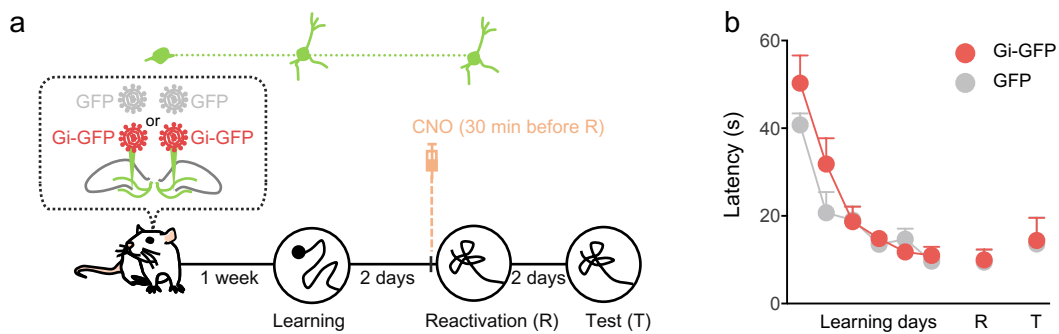 a
GFP GFP
or
Gi-GFP Gi-GFP
CNO (30 min before R)
1 week
2 days
2 days
Learning
Reactivation (R)
Test (T)
b
Gi-GFP
GFP
Latency (s)
60
40
20
0
Learning days R T